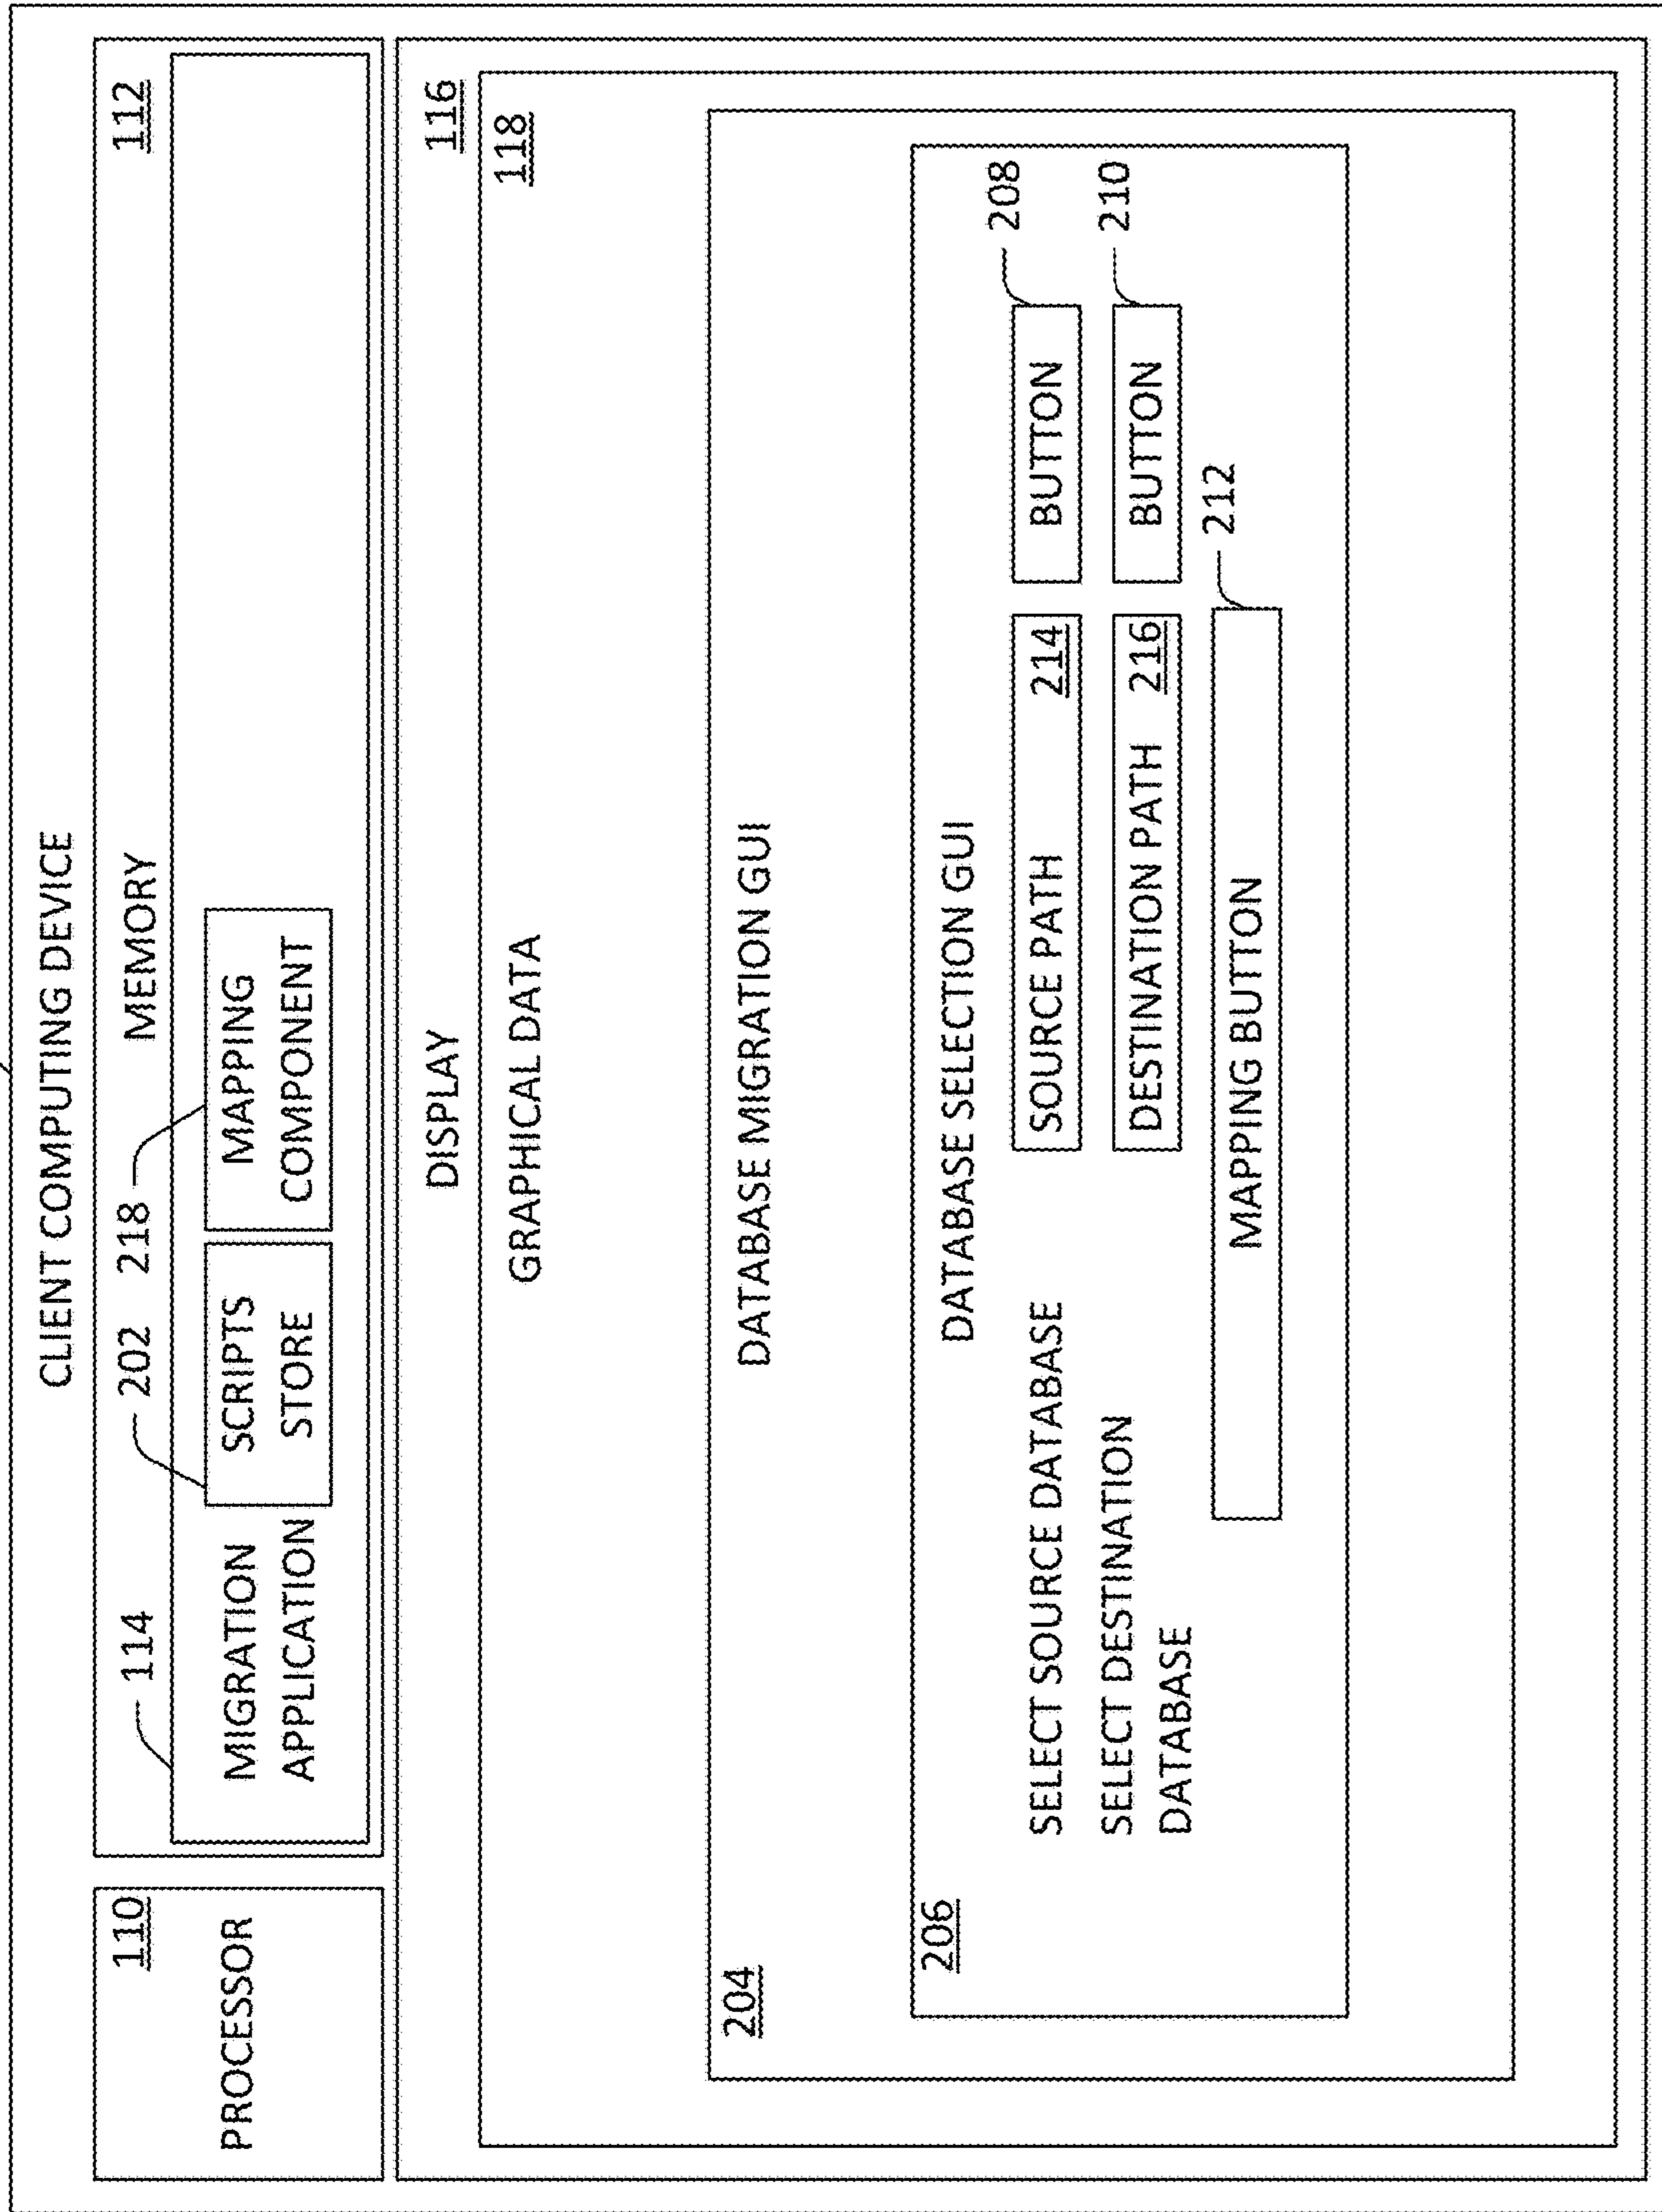 CLIENT COMPUTING DEVICE
110
PROCESSOR
MEMORY
112
114
202
218
MIGRATION
APPLICATION
SCRIPTS
STORE
MAPPING
COMPONENT
DISPLAY
116
GRAPHICAL DATA
118
204
DATABASE MIGRATION GUI
206
DATABASE SELECTION GUI
SELECT SOURCE DATABASE
SOURCE PATH 214
BUTTON
208
SELECT DESTINATION
DATABASE
DESTINATION PATH 216
BUTTON
210
MAPPING BUTTON
212